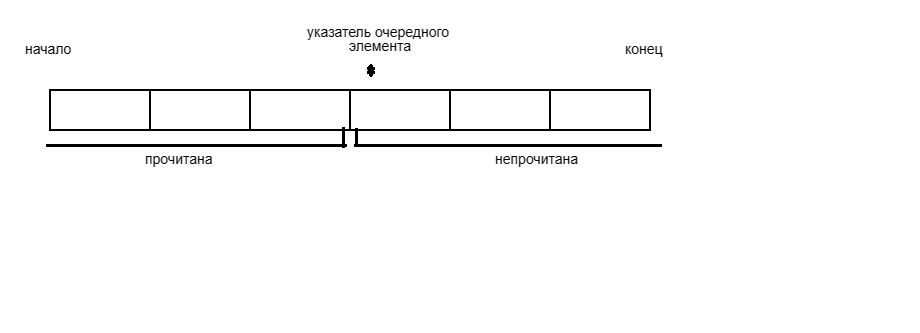 указатель очередного
элемента
начало
конец
прочитана
непрочитана